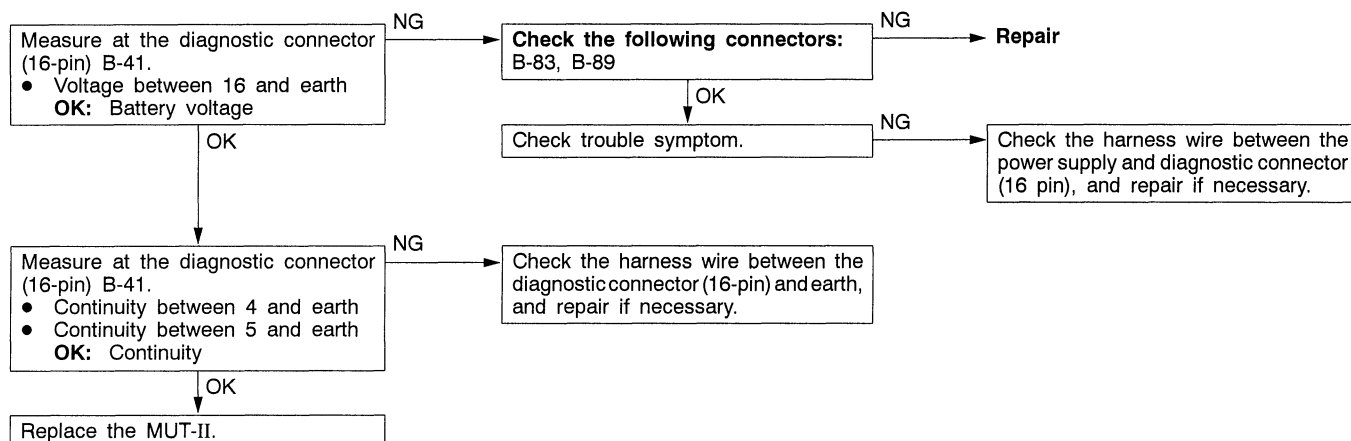 Measure at the diagnostic connector
(16-pin) B-41.
● Voltage between 16 and earth
OK: Battery voltage
NG
Check the following connectors:
B-83, B-89
NG
Repair
OK
Check trouble symptom.
NG
Check the harness wire between the
power supply and diagnostic connector
(16 pin), and repair if necessary.
OK
Measure at the diagnostic connector
(16-pin) B-41.
● Continuity between 4 and earth
● Continuity between 5 and earth
OK: Continuity
NG
Check the harness wire between the
diagnostic connector (16-pin) and earth,
and repair if necessary.
OK
Replace the MUT-II.